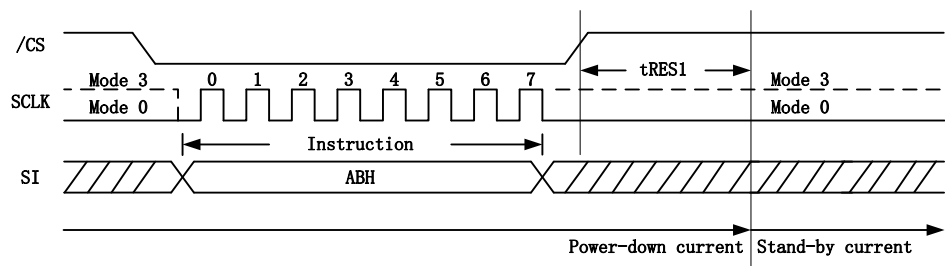 /CS
tRES1
Mode 3 0 1 2 3 4 5 6 7 Mode 3
SCLK
Mode 0 Mode 0
Instruction
SI ABH
Power-down current Stand-by current